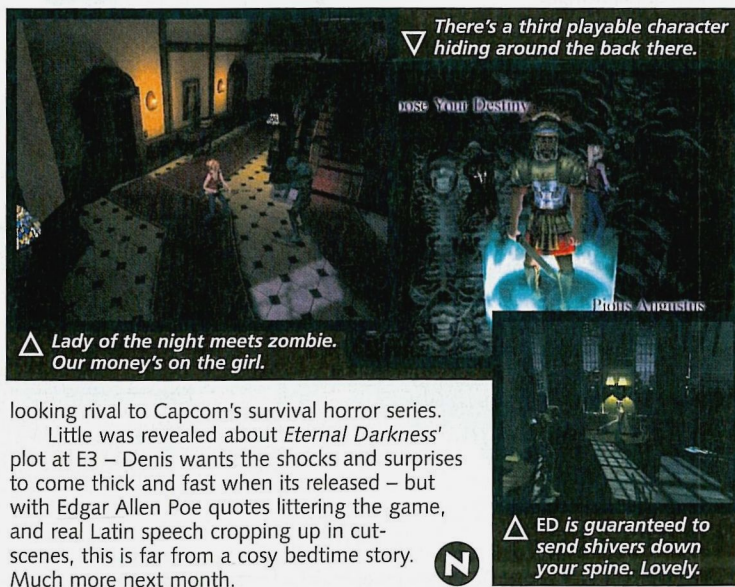 There's a third playable character
hiding around the back there.
oose Your Destiny
Pious Augustus
Lady of the night meets zombie.
Our money's on the girl.
looking rival to Capcom's survival horror series.
Little was revealed about Eternal Darkness'
plot at E3 – Denis wants the shocks and surprises
to come thick and fast when its released – but
with Edgar Allen Poe quotes littering the game,
and real Latin speech cropping up in cut-
scenes, this is far from a cosy bedtime story.
Much more next month.
N
ED is guaranteed to
send shivers down
your spine. Lovely.